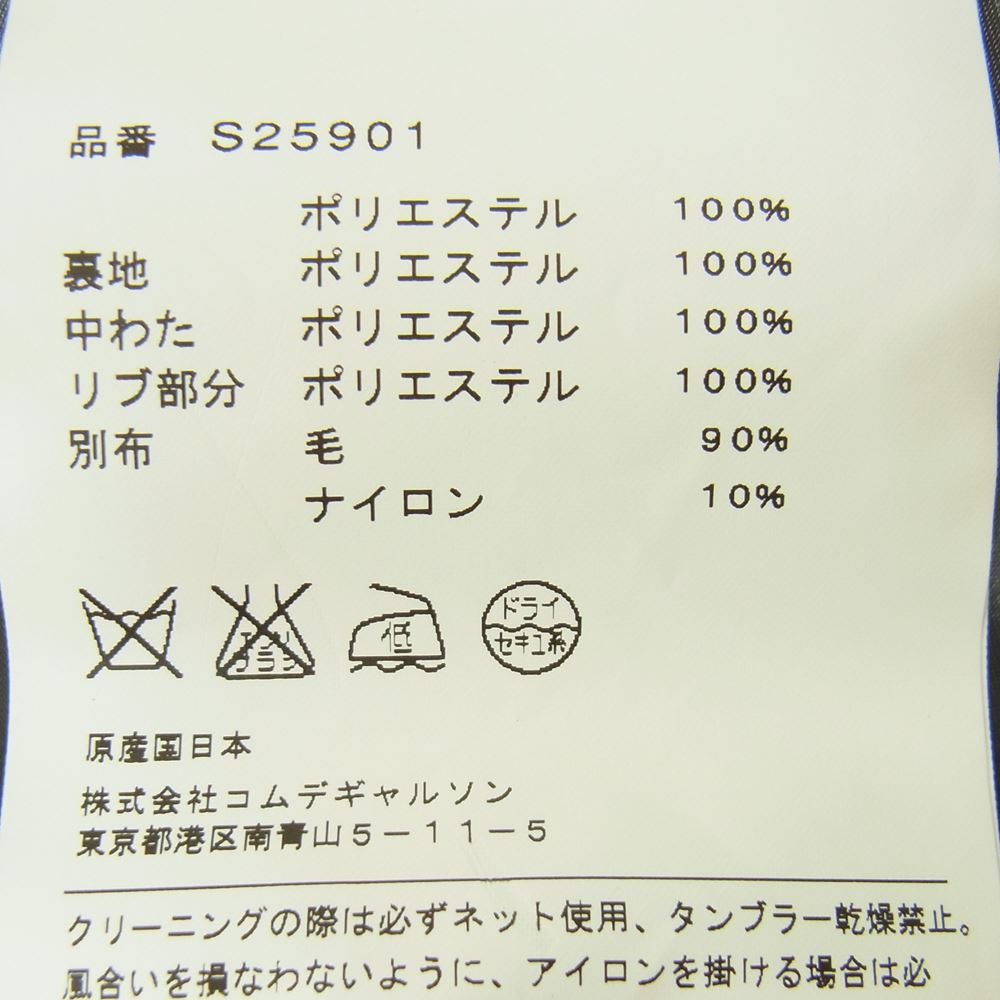 品番 S25901
ポリエステル 100%
裏地 ポリエステル 100%
中わた ポリエステル 100%
リブ部分 ポリエステル 100%
別布 毛 90%
ナイロン 10%
エンソ
サラシ
低
ドライ
セキユ系
原産国日本
株式会社コムデギャルソン
東京都港区南青山5-11-5
クリーニングの際は必ずネット使用、タンブラー乾燥禁止。
風合いを損なわないように、アイロンを掛ける場合は必